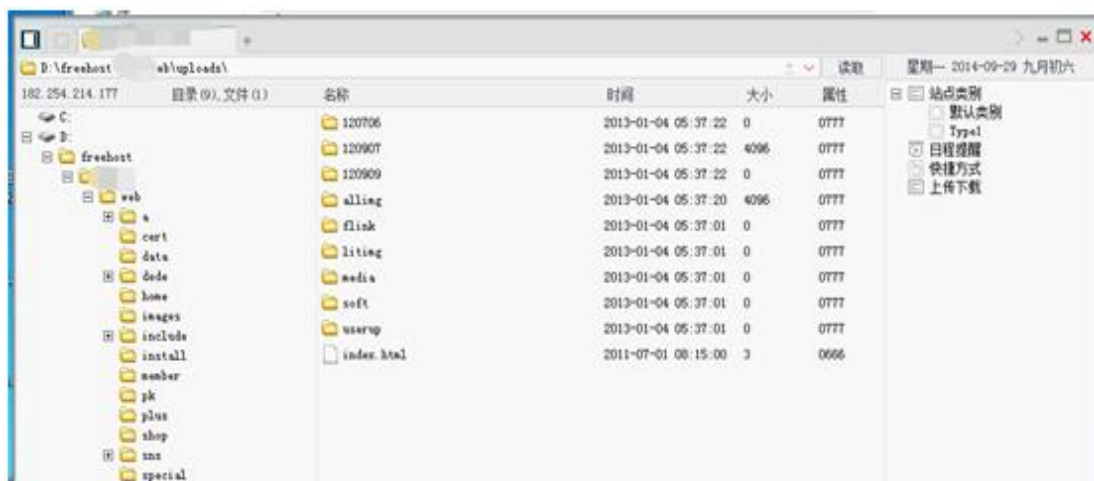 D:\freehost eb\uploads\ 读取 星期一 2014-09-29 九月初六
182.254.214.177 目录(9),文件(1) 名称 时间 大小 属性
站点类别
默认类别
Type1
日程提醒
快捷方式
上传下载
C:
D:
freehost
web
a
cert
data
dede
home
images
include
install
member
pk
plus
shop
sns
special
120706 2013-01-04 05:37:22 0 0777
120907 2013-01-04 05:37:22 4096 0777
120909 2013-01-04 05:37:22 0 0777
allimg 2013-01-04 05:37:20 4096 0777
flink 2013-01-04 05:37:01 0 0777
litimg 2013-01-04 05:37:01 0 0777
media 2013-01-04 05:37:01 0 0777
soft 2013-01-04 05:37:01 0 0777
userup 2013-01-04 05:37:01 0 0777
index.html 2011-07-01 08:15:00 3 0666